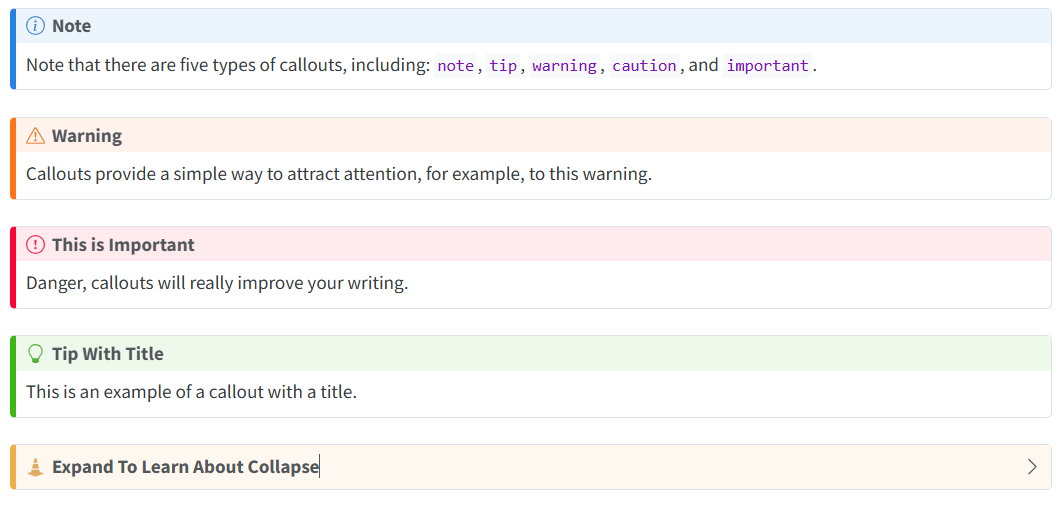 Note
Note that there are five types of callouts, including: note, tip, warning, caution, and important.
Warning
Callouts provide a simple way to attract attention, for example, to this warning.
This is Important
Danger, callouts will really improve your writing.
Tip With Title
This is an example of a callout with a title.
Expand To Learn About Collapse